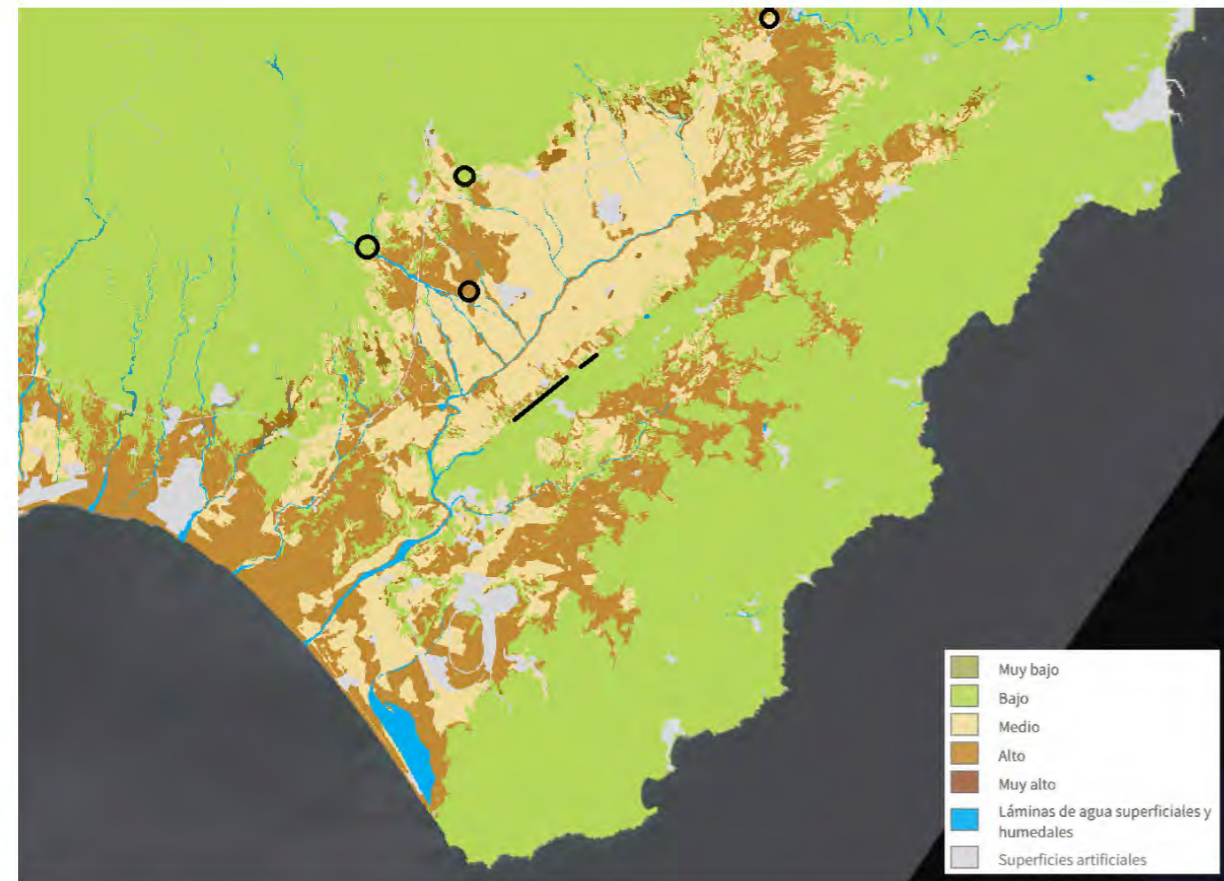 Muy bajo
Bajo
Medio
Alto
Muy alto
Láminas de agua superficiales y
humedales
Superficies artificiales